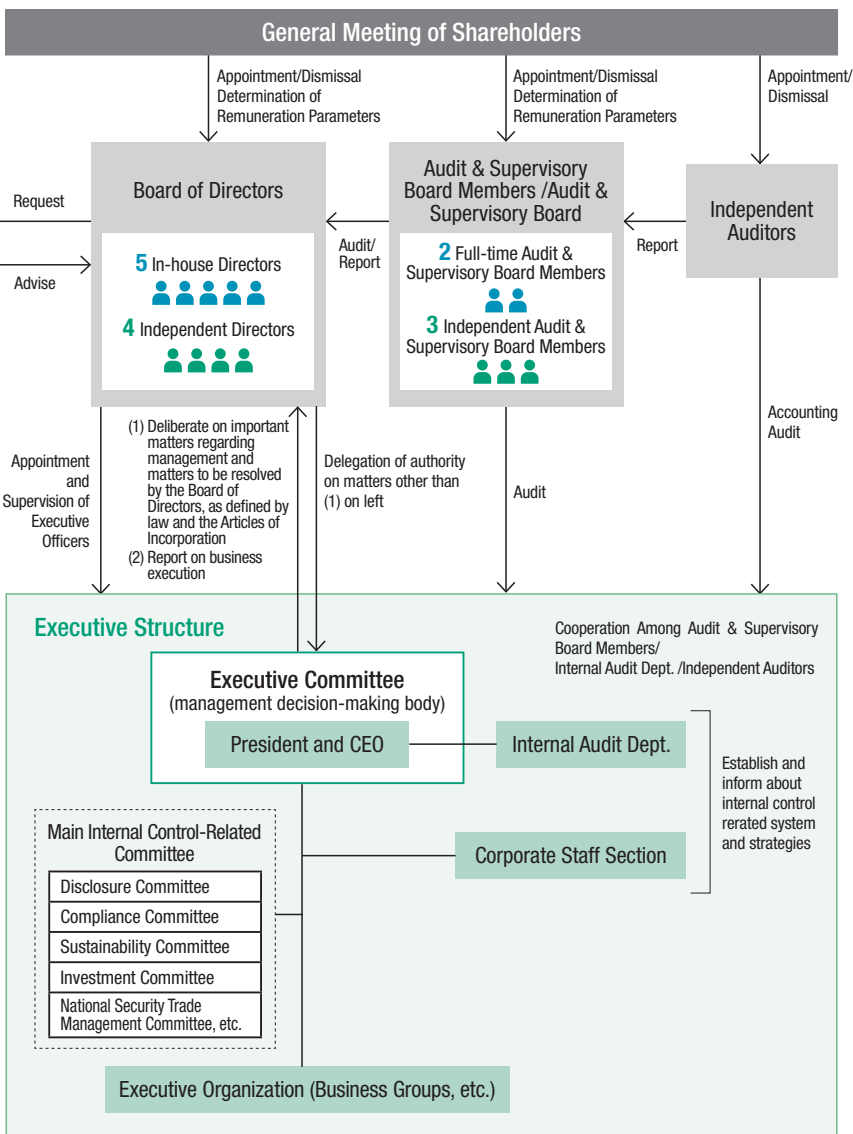 General Meeting of Shareholders
Appointment/Dismissal
Determination of
Remuneration Parameters
Appointment/Dismissal
Determination of
Remuneration Parameters
Appointment/
Dismissal
Request
Advise
Board of Directors
5 In-house Directors
4 Independent Directors
Audit/
Report
Audit & Supervisory
Board Members /Audit &
Supervisory Board
2 Full-time Audit &
Supervisory Board Members
3 Independent Audit &
Supervisory Board Members
Report
Independent
Auditors
Appointment
and
Supervision of
Executive
Officers
(1) Deliberate on important
matters regarding
management and
matters to be resolved
by the Board of
Directors, as defined by
law and the Articles of
Incorporation
(2) Report on business
execution
Delegation of authority
on matters other than
(1) on left
Audit
Accounting
Audit
Executive Structure
Cooperation Among Audit & Supervisory
Board Members/
Internal Audit Dept. /Independent Auditors
Executive Committee
(management decision-making body)
President and CEO
Internal Audit Dept.
Establish and
inform about
internal control
rerated system
and strategies
Corporate Staff Section
Main Internal Control-Related
Committee
Disclosure Committee
Compliance Committee
Sustainability Committee
Investment Committee
National Security Trade
Management Committee, etc.
Executive Organization (Business Groups, etc.)